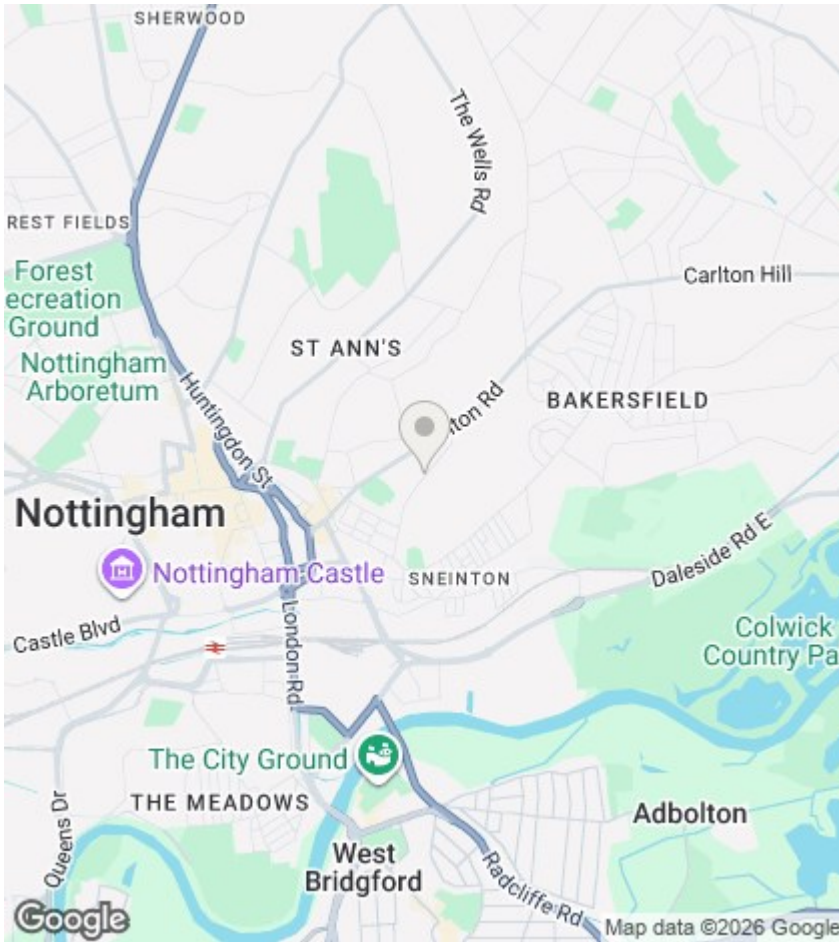 SHERWOOD
The Wells Rd
REST FIELDS
Forest
ecreation
Ground
Carlton Hill
Nottingham
Arboretum
ST ANN'S
Huntingdon St
lton Rd
BAKERSFIELD
Nottingham
Nottingham Castle
SNEINTON
Daleside Rd E
Castle Blvd
London Rd
Colwick
Country Pa
The City Ground
THE MEADOWS
Queens Dr
Adbolton
West
Bridgford
Radcliffe Rd
Google
Map data ©2026 Google